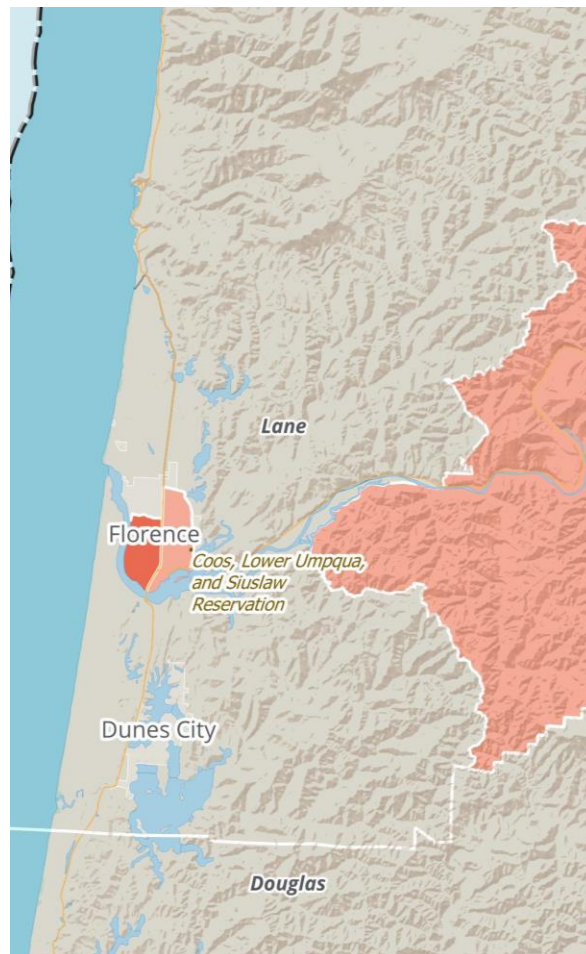 Lane
Florence
Coos, Lower Umpqua,
and Siuslaw
Reservation
Dunes City
Douglas